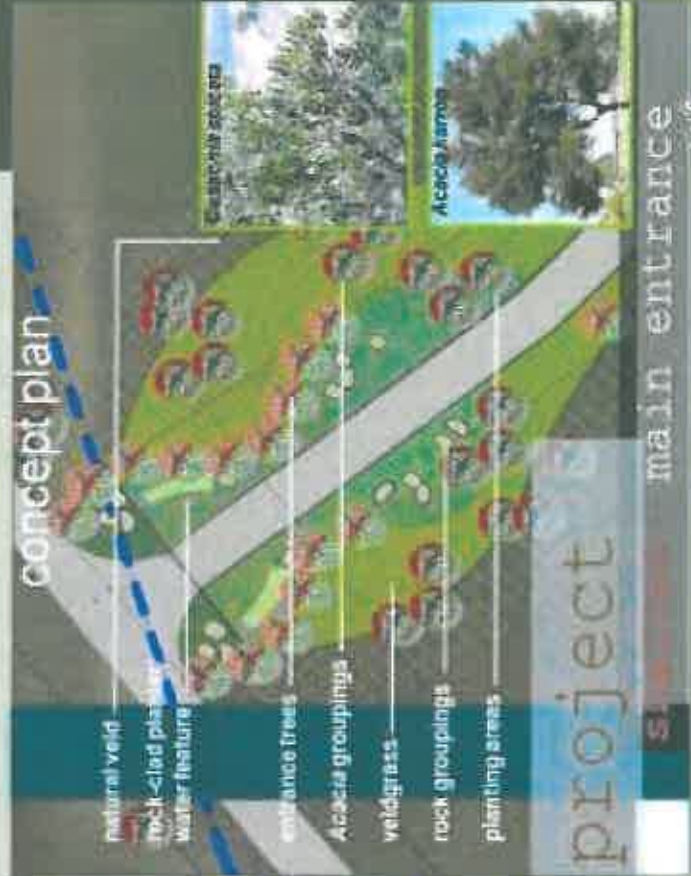 concept plan
natural veld
rock-clad
water feature
entrance trees
Acacia groupings
veldgrass
rock groupings
planting areas
Acacia karroo
project
main entrance